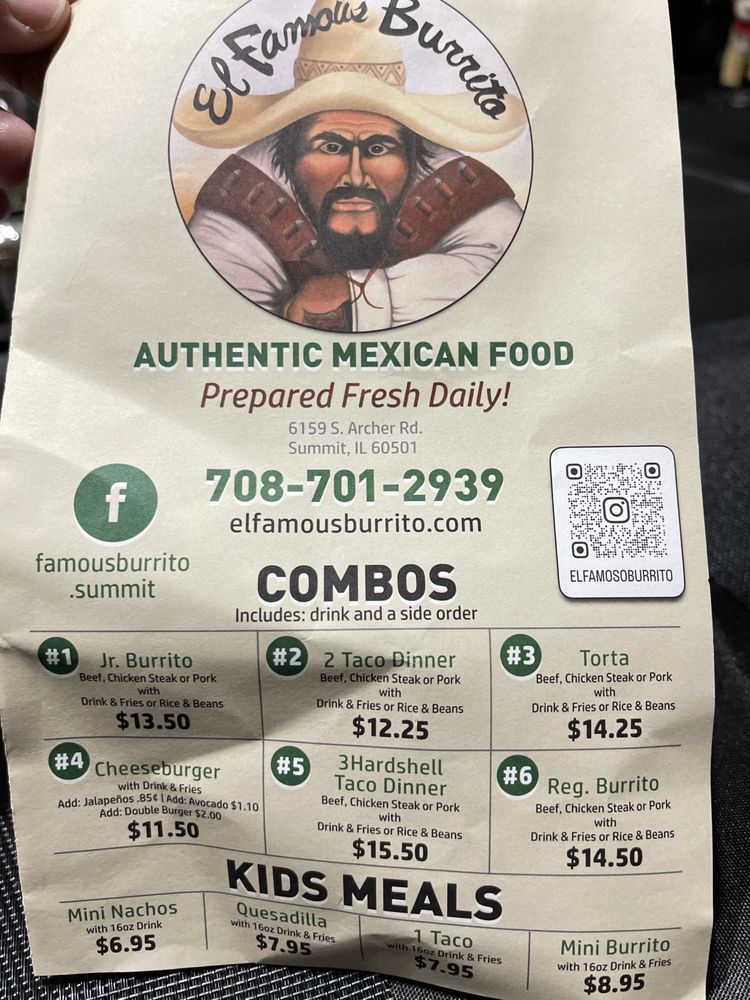 El Famous Burrito
AUTHENTIC MEXICAN FOOD
Prepared Fresh Daily!
6159 S. Archer Rd.
Summit, IL 60501
708-701-2939
elfamousburrito.com
f
famousburrito
.summit
ELFAMOSOBURRITO
COMBOS
Includes: drink and a side order
#1 Jr. Burrito
Beef, Chicken Steak or Pork
with
Drink & Fries or Rice & Beans
$13.50
#2 2 Taco Dinner
Beef, Chicken Steak or Pork
with
Drink & Fries or Rice & Beans
$12.25
#3 Torta
Beef, Chicken Steak or Pork
with
Drink & Fries or Rice & Beans
$14.25
#4 Cheeseburger
with Drink & Fries
Add: Jalapeños .85¢ | Add: Avocado $1.10
Add: Double Burger $2.00
$11.50
#5 3Hardshell
Taco Dinner
Beef, Chicken Steak or Pork
with
Drink & Fries or Rice & Beans
$15.50
#6 Reg. Burrito
Beef, Chicken Steak or Pork
with
Drink & Fries or Rice & Beans
$14.50
KIDS MEALS
Mini Nachos
with 16oz Drink
$6.95
Quesadilla
with 16oz Drink & Fries
$7.95
1 Taco
with 16oz Drink & Fries
$7.95
Mini Burrito
with 16oz Drink & Fries
$8.95